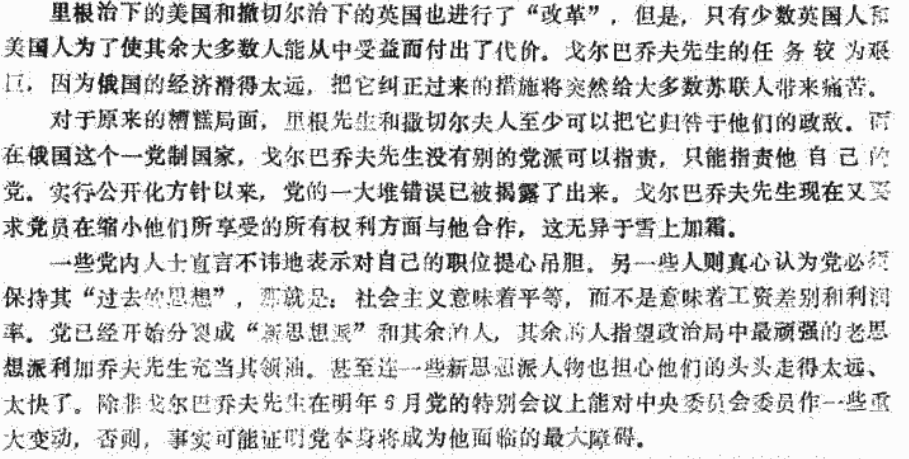 里根治下的美国和撒切尔治下的英国也进行了“改革”，但是，只有少数英国人和
美国人为了使其余大多数人能从中受益而付出了代价。戈尔巴乔夫先生的任务较为艰
巨，因为俄国的经济滑得太远，把它纠正过来的措施将突然给大多数苏联人带来痛苦。
对于原来的糟糕局面，里根先生和撒切尔夫人至少可以把它归咎于他们的政敌。而
在俄国这个一党制国家，戈尔巴乔夫先生没有别的党派可以指责，只能指责他自己的
党。实行公开化方针以来，党的一大堆错误已被揭露了出来。戈尔巴乔夫先生现在又要
求党员在缩小他们所享受的所有权利方面与他合作，这无异于雪上加霜。
一些党内人士直言不讳地表示对自己的职位提心吊胆。另一些人则真心认为党必须
保持其“过去的思想”，那就是：社会主义意味着平等，而不是意味着工资差别和利润
率。党已经开始分裂成“新思想派”和其余的人，其余的人指望政治局中最顽强的老思
想派利加乔夫先生充当其领袖。甚至连一些新思想派人物也担心他们的头头走得太远、
太快了。除非戈尔巴乔夫先生在明年6月党的特别会议上能对中央委员会委员作一些重
大变动，否则，事实可能证明党本身将成为他面临的最大障碍。